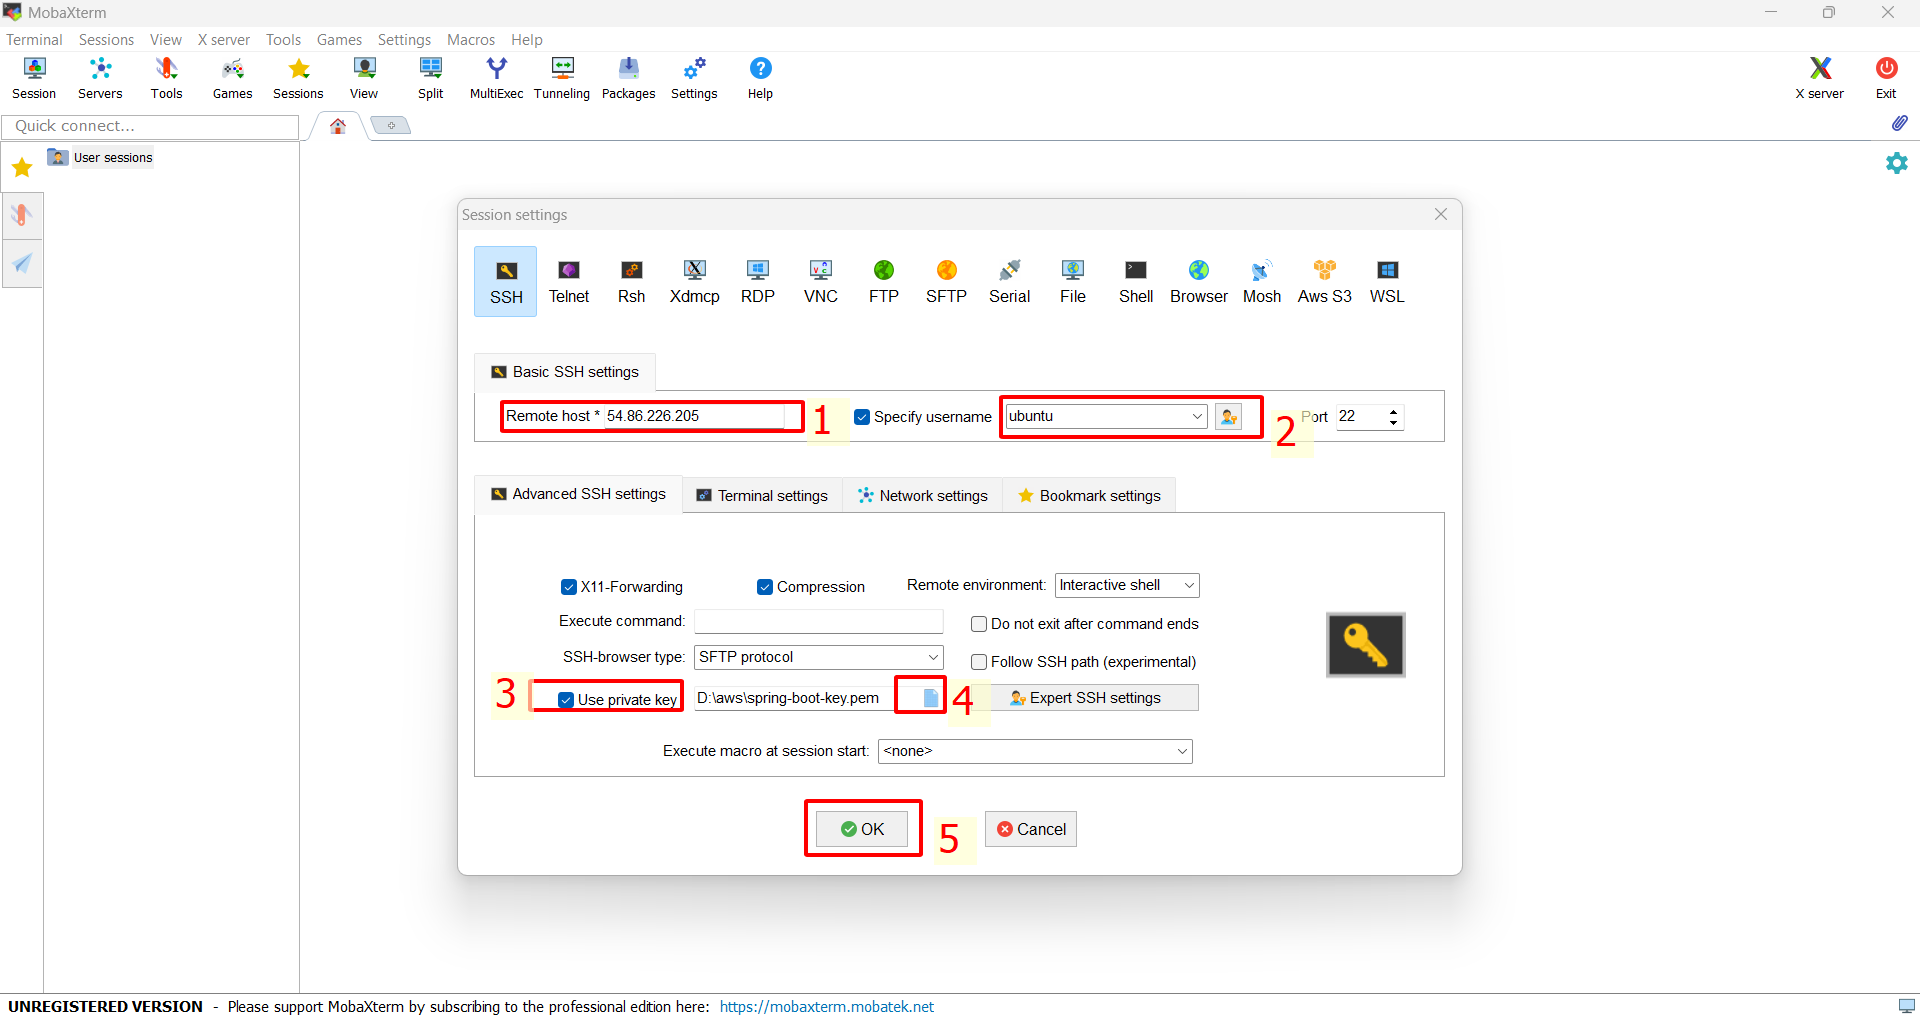 MobaXterm
Terminal Sessions View X server Tools Games Settings Macros Help
Session Servers Tools Games Sessions View Split MultiExec Tunneling Packages Settings Help X server Exit
Quick connect...
User sessions
Session settings
SSH Telnet Rsh Xdmcp RDP VNC FTP SFTP Serial File Shell Browser Mosh Aws S3 WSL
Basic SSH settings
Remote host * 54.86.226.205 1 Specify username ubuntu 2 Port 22
Advanced SSH settings Terminal settings Network settings Bookmark settings
X11-Forwarding Compression Remote environment: Interactive shell
Execute command: Do not exit after command ends
SSH-browser type: SFTP protocol Follow SSH path (experimental)
3 Use private key D:\aws\spring-boot-key.pem 4 Expert SSH settings
Execute macro at session start: <none>
OK 5 Cancel
UNREGISTERED VERSION - Please support MobaXterm by subscribing to the professional edition here: https://mobaxterm.mobatek.net